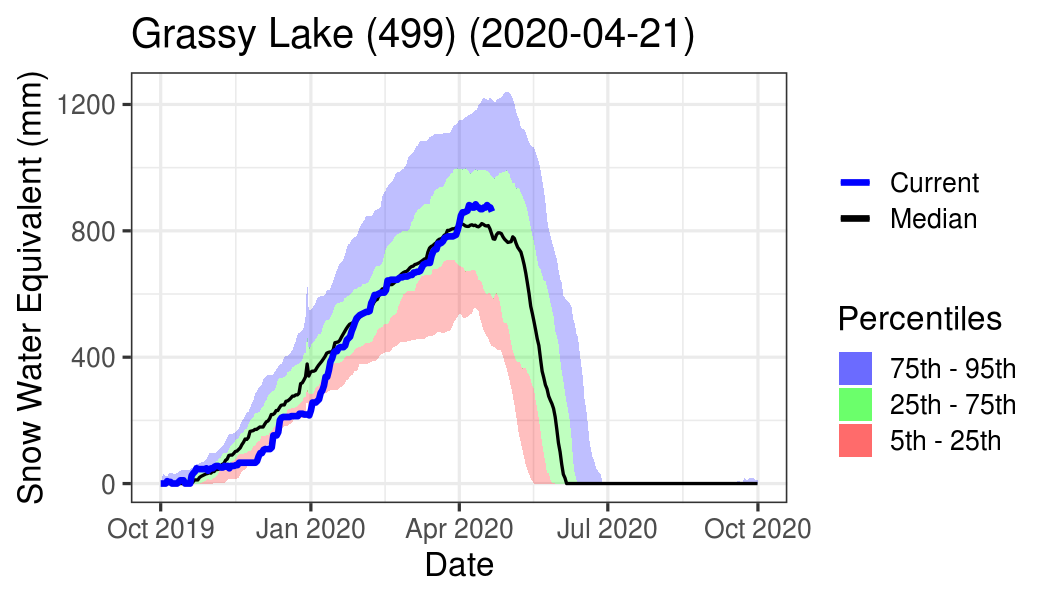 Grassy Lake (499) (2020-04-21)
Snow Water Equivalent (mm)
1200
800
400
0
Oct 2019
Jan 2020
Apr 2020
Jul 2020
Oct 2020
Date
Current
Median
Percentiles
75th - 95th
25th - 75th
5th - 25th